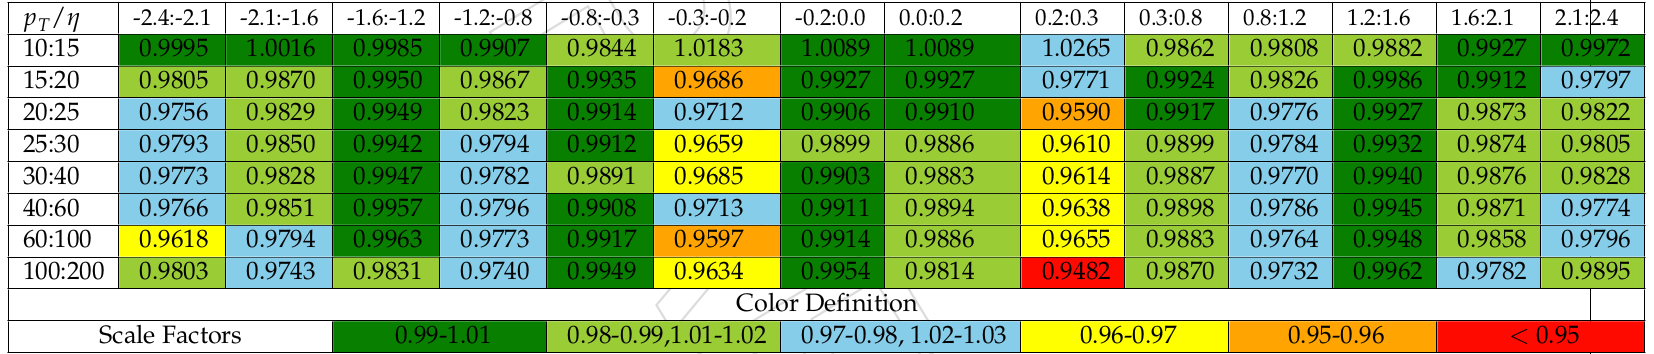 pT/η -2.4:-2.1 -2.1:-1.6 -1.6:-1.2 -1.2:-0.8 -0.8:-0.3 -0.3:-0.2 -0.2:0.0 0.0:0.2 0.2:0.3 0.3:0.8 0.8:1.2 1.2:1.6 1.6:2.1 2.1:2.4
10:15 0.9995 1.0016 0.9985 0.9907 0.9844 1.0183 1.0089 1.0089 1.0265 0.9862 0.9808 0.9882 0.9927 0.9972
15:20 0.9805 0.9870 0.9950 0.9867 0.9935 0.9686 0.9927 0.9927 0.9771 0.9924 0.9826 0.9986 0.9912 0.9797
20:25 0.9756 0.9829 0.9949 0.9823 0.9914 0.9712 0.9906 0.9910 0.9590 0.9917 0.9776 0.9927 0.9873 0.9822
25:30 0.9793 0.9850 0.9942 0.9794 0.9912 0.9659 0.9899 0.9886 0.9610 0.9899 0.9784 0.9932 0.9874 0.9805
30:40 0.9773 0.9828 0.9947 0.9782 0.9891 0.9685 0.9903 0.9883 0.9614 0.9887 0.9770 0.9940 0.9876 0.9828
40:60 0.9766 0.9851 0.9957 0.9796 0.9908 0.9713 0.9911 0.9894 0.9638 0.9898 0.9786 0.9945 0.9871 0.9774
60:100 0.9618 0.9794 0.9963 0.9773 0.9917 0.9597 0.9914 0.9886 0.9655 0.9883 0.9764 0.9948 0.9858 0.9796
100:200 0.9803 0.9743 0.9831 0.9740 0.9949 0.9634 0.9954 0.9814 0.9482 0.9870 0.9732 0.9962 0.9782 0.9895
Color Definition
Scale Factors 0.99-1.01 0.98-0.99,1.01-1.02 0.97-0.98, 1.02-1.03 0.96-0.97 0.95-0.96 < 0.95